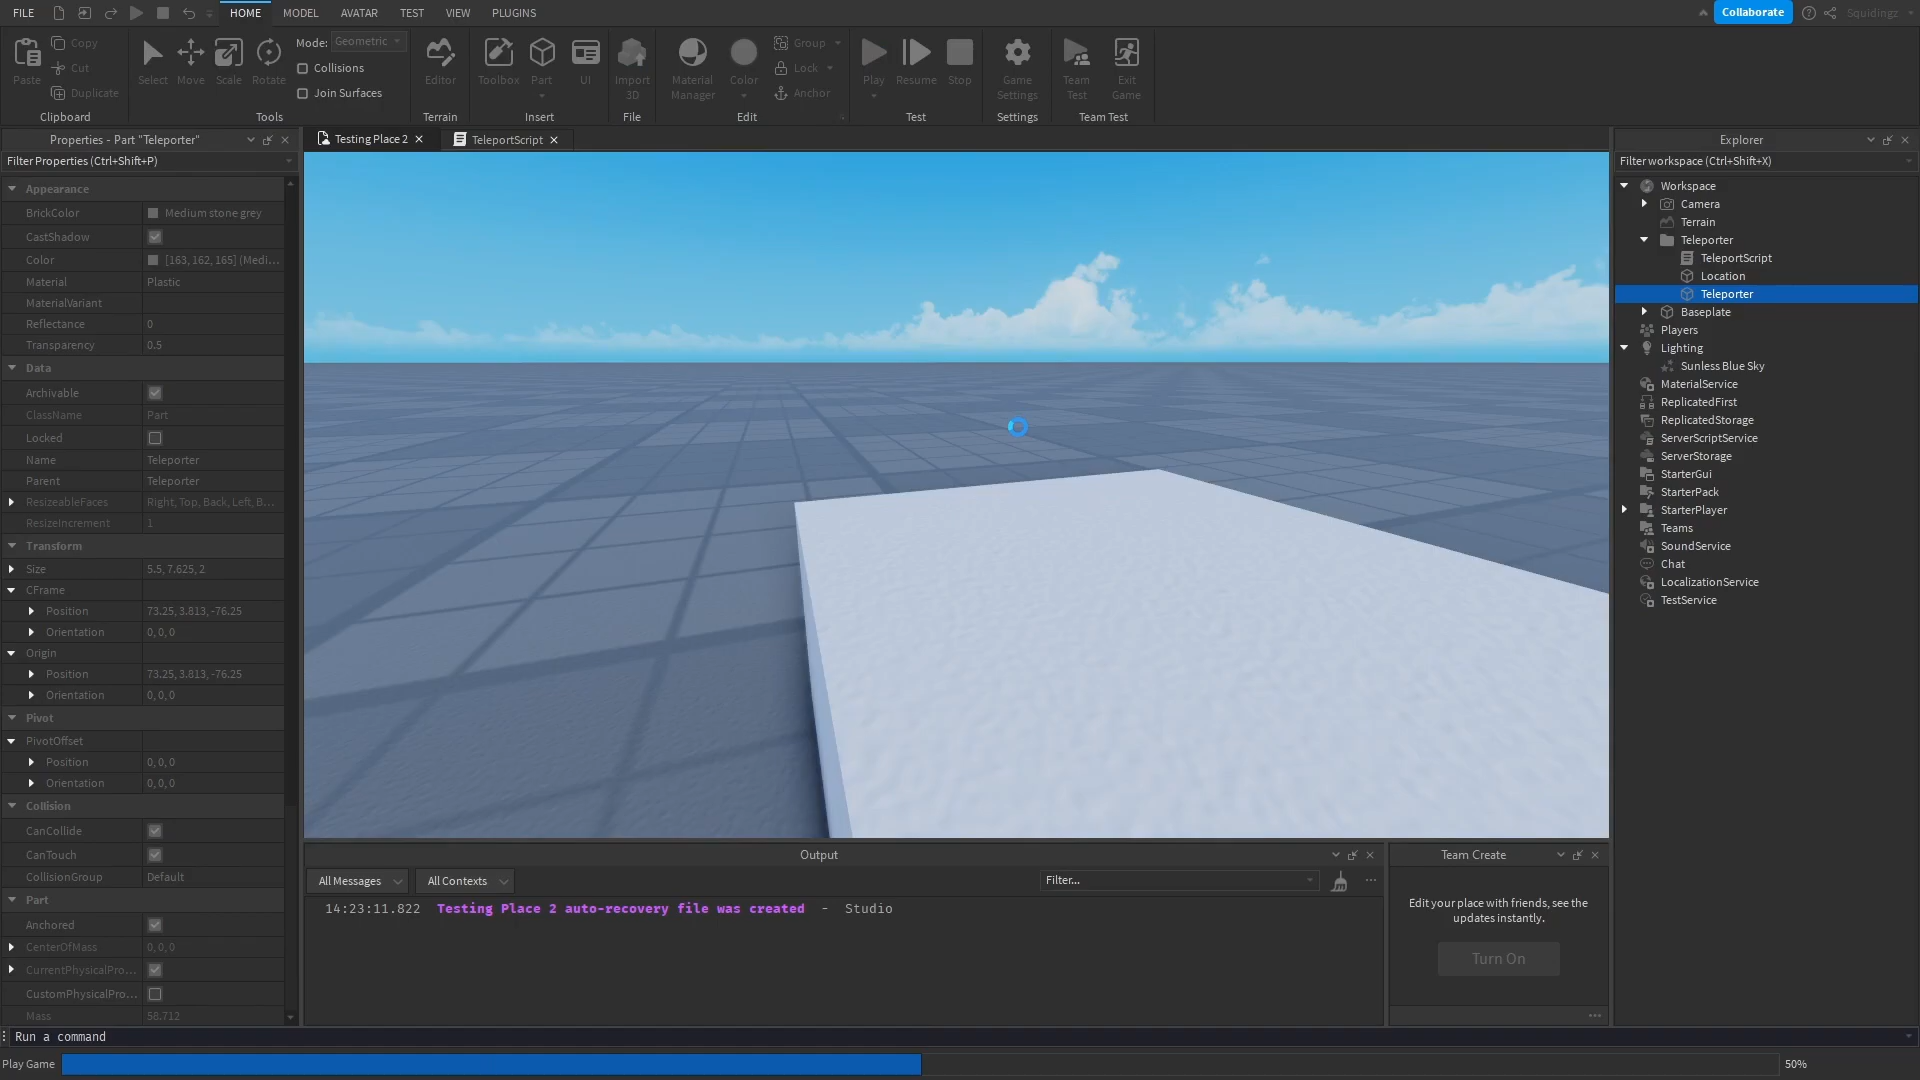 FILE HOME MODEL AVATAR TEST VIEW PLUGINS Collaborate Squidingz
Paste Copy Cut Duplicate
Clipboard
Select Move Scale Rotate
Mode: Geometric
Collisions
Join Surfaces
Tools
Editor
Terrain
Toolbox Part UI
Insert
Import 3D
File
Material Manager Color Group Lock Anchor
Edit
Play Resume Stop
Test
Game Settings
Settings
Team Test Exit Game
Team Test
Properties - Part "Teleporter"
Filter Properties (Ctrl+Shift+P)
Appearance
BrickColor Medium stone grey
CastShadow
Color [163, 162, 165] (Medi...
Material Plastic
MaterialVariant
Reflectance 0
Transparency 0.5
Data
Archivable
ClassName Part
Locked
Name Teleporter
Parent Teleporter
ResizeableFaces Right, Top, Back, Left, B...
ResizeIncrement 1
Transform
Size 5.5, 7.625, 2
CFrame
Position 73.25, 3.813, -76.25
Orientation 0, 0, 0
Origin
Position 73.25, 3.813, -76.25
Orientation 0, 0, 0
Pivot
PivotOffset
Position 0, 0, 0
Orientation 0, 0, 0
Collision
CanCollide
CanTouch
CollisionGroup Default
Part
Anchored
CenterOfMass 0, 0, 0
CurrentPhysicalPro...
CustomPhysicalPro...
Mass 58.712
Testing Place 2
TeleportScript
Output
All Messages All Contexts Filter...
14:23:11.822 Testing Place 2 auto-recovery file was created - Studio
Team Create
Edit your place with friends, see the
updates instantly.
Turn On
Explorer
Filter workspace (Ctrl+Shift+X)
Workspace
Camera
Terrain
Teleporter
TeleportScript
Location
Teleporter
Baseplate
Players
Lighting
Sunless Blue Sky
MaterialService
ReplicatedFirst
ReplicatedStorage
ServerScriptService
ServerStorage
StarterGui
StarterPack
StarterPlayer
Teams
SoundService
Chat
LocalizationService
TestService
Run a command
Play Game 50%